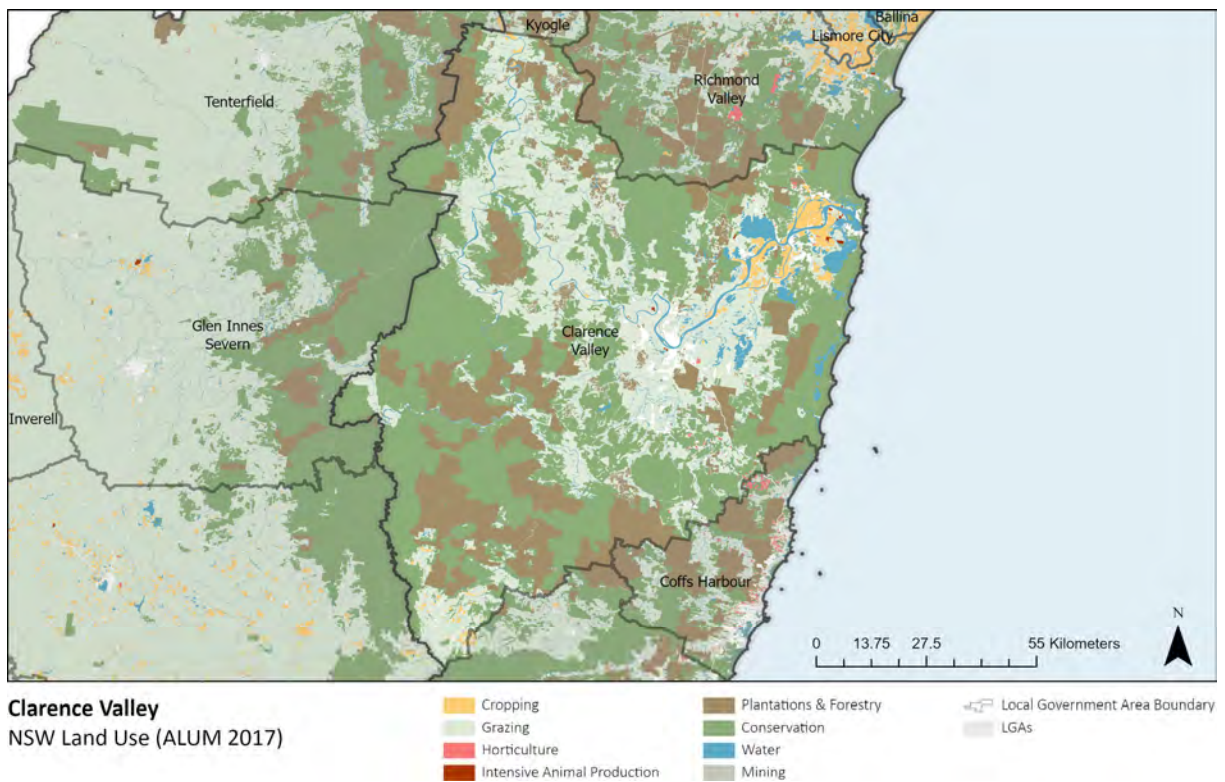 Kyogle
Ballina
Lismore City
Richmond
Valley
Tenterfield
Glen Innes
Severn
Clarence
Valley
Inverell
Coffs Harbour
N
0 13.75 27.5 55 Kilometers
Clarence Valley
NSW Land Use (ALUM 2017)
Cropping
Grazing
Horticulture
Intensive Animal Production
Plantations & Forestry
Conservation
Water
Mining
Local Government Area Boundary
LGAs